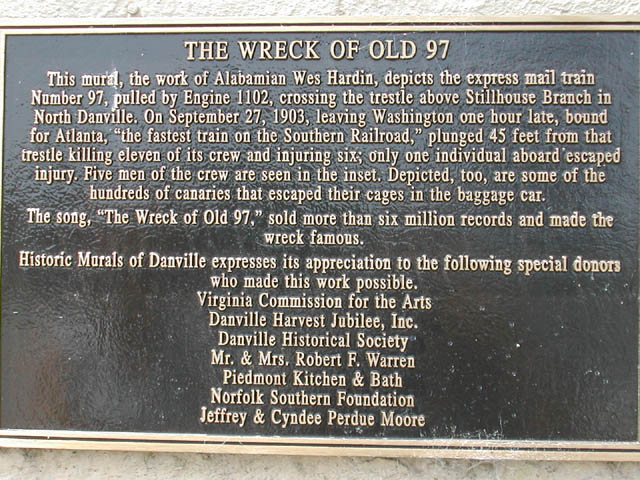 THE WRECK OF OLD 97
This mural, the work of Alabamian Wes Hardin, depicts the express mail train
Number 97, pulled by Engine 1102, crossing the trestle above Stillhouse Branch in
North Danville. On September 27, 1903, leaving Washington one hour late, bound
for Atlanta, “the fastest train on the Southern Railroad,” plunged 45 feet from that
trestle killing eleven of its crew and injuring six; only one individual aboard escaped
injury. Five men of the crew are seen in the inset. Depicted, too, are some of the
hundreds of canaries that escaped their cages in the baggage car.
The song, “The Wreck of Old 97,” sold more than six million records and made the
wreck famous.
Historic Murals of Danville expresses its appreciation to the following special donors
who made this work possible.
Virginia Commission for the Arts
Danville Harvest Jubilee, Inc.
Danville Historical Society
Mr. & Mrs. Robert F. Warren
Piedmont Kitchen & Bath
Norfolk Southern Foundation
Jeffrey & Cyndee Perdue Moore